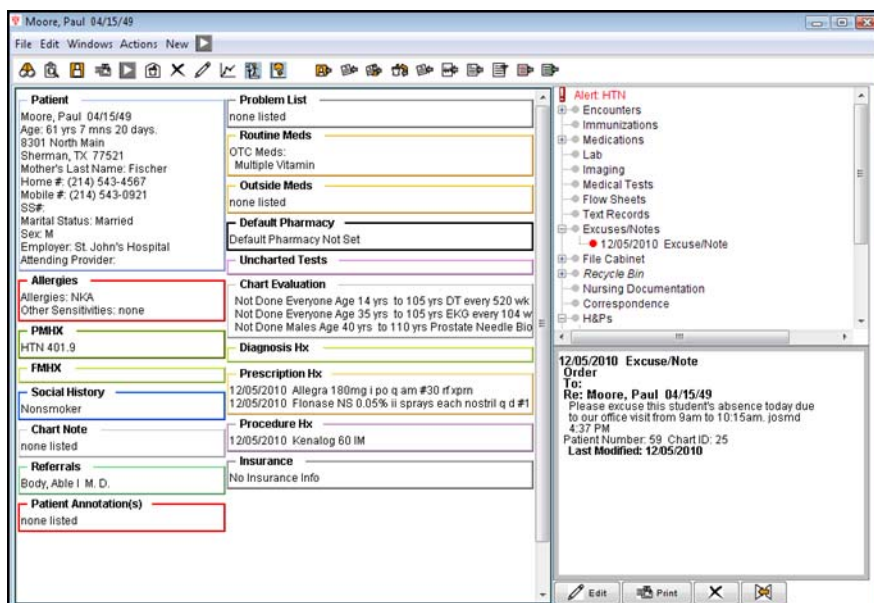 Moore, Paul 04/15/49
File Edit Windows Actions New
Patient
Moore, Paul 04/15/49
Age: 61 yrs 7 mns 20 days.
8301 North Main
Sherman, TX 77521
Mother's Last Name: Fischer
Home #: (214) 543-4567
Mobile #: (214) 543-0921
SS#:
Marital Status: Married
Sex: M
Employer: St. John's Hospital
Attending Provider:
Allergies
Allergies: NKA
Other Sensitivities: none
PMHX
HTN 401.9
FMHX
Social History
Nonsmoker
Chart Note
none listed
Referrals
Body, Able I M. D.
Patient Annotation(s)
none listed
Problem List
none listed
Routine Meds
OTC Meds:
Multiple Vitamin
Outside Meds
none listed
Default Pharmacy
Default Pharmacy Not Set
Uncharted Tests
Chart Evaluation
Not Done Everyone Age 14 yrs to 105 yrs DT every 520 wk
Not Done Everyone Age 35 yrs to 105 yrs EKG every 104 w
Not Done Males Age 40 yrs to 110 yrs Prostate Needle Bio
Diagnosis Hx
Prescription Hx
12/05/2010 Allegra 180mg i po q am #30 rf xprn
12/05/2010 Flonase NS 0.05% ii sprays each nostril q d #1
Procedure Hx
12/05/2010 Kenalog 60 IM
Insurance
No Insurance Info
Alert: HTN
Encounters
Immunizations
Medications
Lab
Imaging
Medical Tests
Flow Sheets
Text Records
Excuses/Notes
12/05/2010 Excuse/Note
File Cabinet
Recycle Bin
Nursing Documentation
Correspondence
H&Ps
12/05/2010 Excuse/Note
Order
To:
Re: Moore, Paul 04/15/49
Please excuse this student's absence today due
to our office visit from 9am to 10:15am. josmd
4:37 PM
Patient Number: 59 Chart ID: 25
Last Modified: 12/05/2010
Edit Print